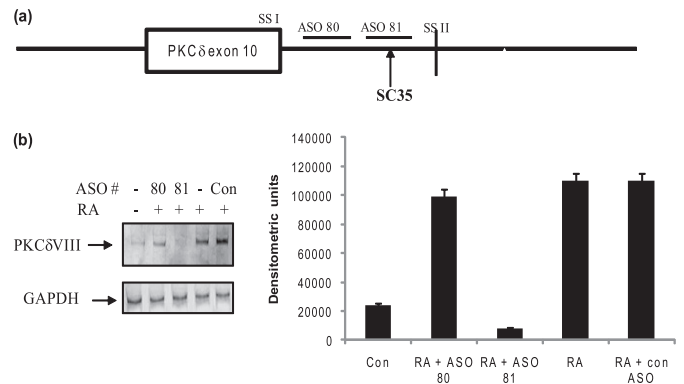 (a)
SS I
ASO 80
ASO 81
SS II
PKCδ exon 10
SC35
(b)
ASO # - 80 81 - Con
RA - + + + +
PKCδVIII
GAPDH
Densitometric units
140000
120000
100000
80000
60000
40000
20000
0
Con
RA + ASO 80
RA + ASO 81
RA
RA + con ASO